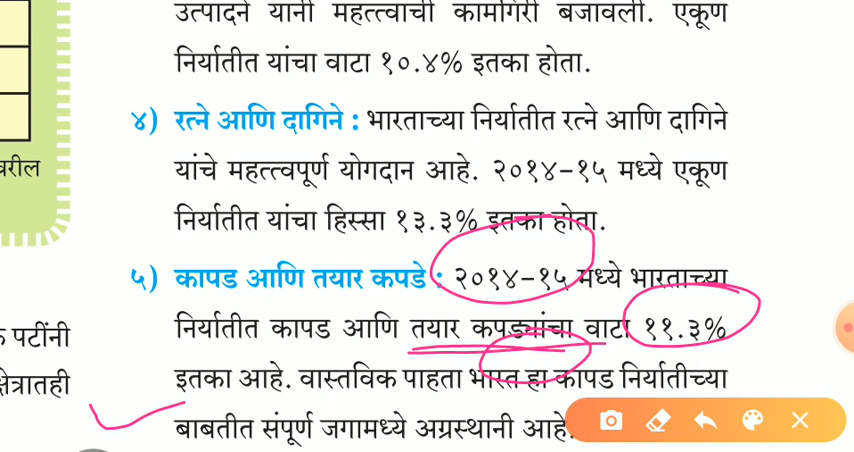 उत्पादने यांनी महत्त्वाची कामगिरी बजावली. एकूण
निर्यातीत यांचा वाटा १०.४% इतका होता.
४) रत्ने आणि दागिने : भारताच्या निर्यातीत रत्ने आणि दागिने
यांचे महत्त्वपूर्ण योगदान आहे. २०१४-१५ मध्ये एकूण
वरील
निर्यातीत यांचा हिस्सा १३.३% इतका होता.
५) कापड आणि तयार कपडे : २०१४-१५ मध्ये भारताच्या
निर्यातीत कापड आणि तयार कपड्यांचा वाटा ११.३%
पटींनी
इतका आहे. वास्तविक पाहता भारत हा कापड निर्यातीच्या
क्षेत्रातही
बाबतीत संपूर्ण जगामध्ये अग्रस्थानी आहे.